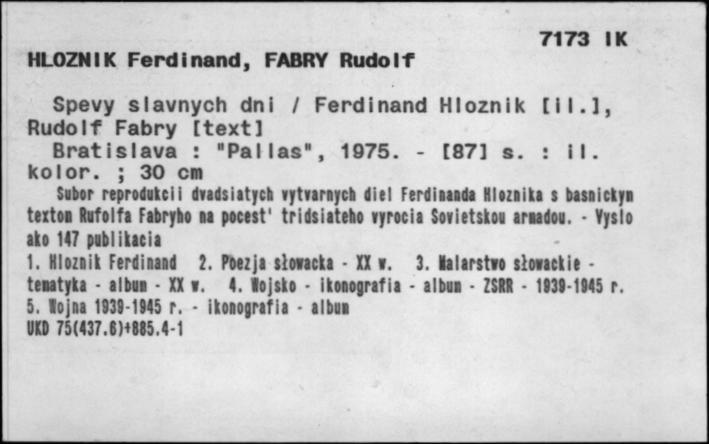 7173 IK
HLOZNIK Ferdinand, FABRY Rudolf
Spevy slavnych dni / Ferdinand Hloznik [il.],
Rudolf Fabry [text]
Bratislava : "Pallas", 1975. - [87] s. : il.
kolor. ; 30 cm
Subor reprodukcii dvadsiatych vytvarnych diel Ferdinanda Hloznika s basnickym
textom Rufolfa Fabryho na pocest' tridsiateho vyrocia Sovietskou armadou. - Vyslo
ako 147 publikacia
1. Hloznik Ferdinand 2. Poezja słowacka - XX w. 3. Malarstwo słowackie -
tematyka - album - XX w. 4. Wojsko - ikonografia - album - ZSRR - 1939-1945 r.
5. Wojna 1939-1945 r. - ikonografia - album
UKD 75(437.6)+885.4-1